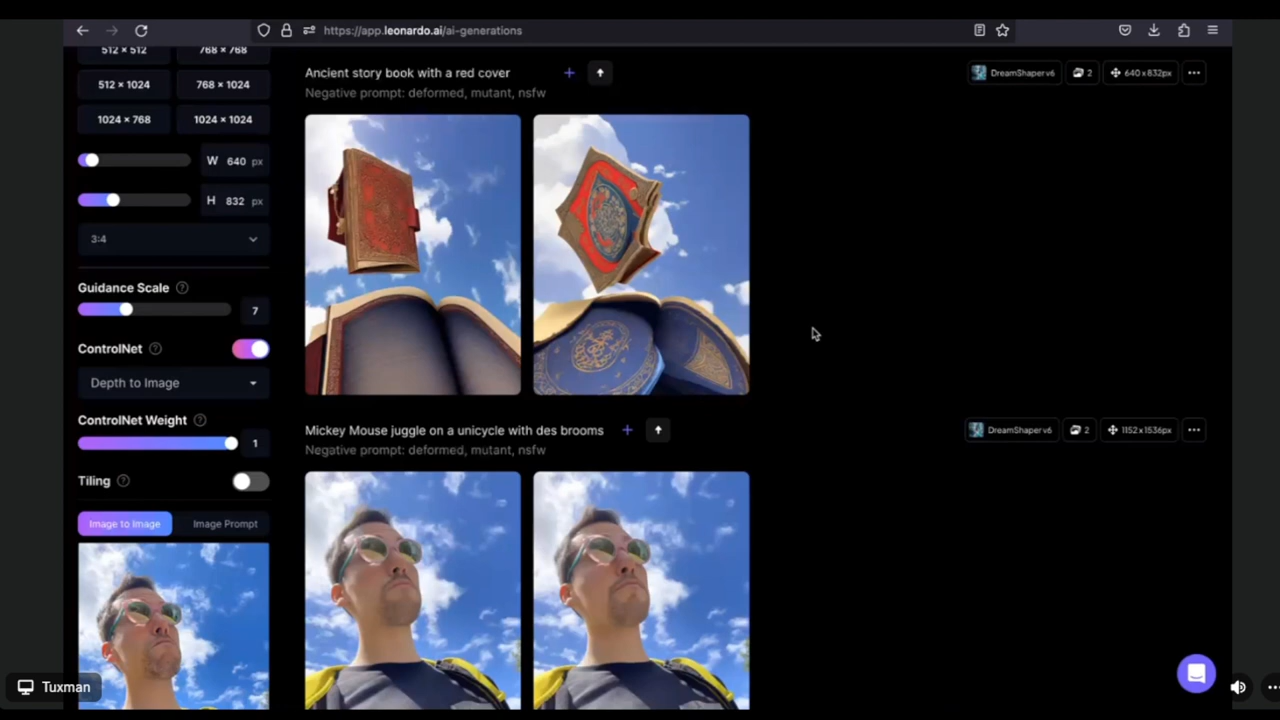 https://app.leonardo.ai/ai-generations
512 × 512
768 × 768
512 × 1024
768 × 1024
1024 × 768
1024 × 1024
W 640 px
H 832 px
3:4
Guidance Scale
7
ControlNet
Depth to Image
ControlNet Weight
1
Tiling
Image to Image
Image Prompt
Ancient story book with a red cover
Negative prompt: deformed, mutant, nsfw
DreamShaper v6
2
640 x 832px
Mickey Mouse juggle on a unicycle with des brooms
Negative prompt: deformed, mutant, nsfw
DreamShaper v6
2
1152 x 1536px
Tuxman